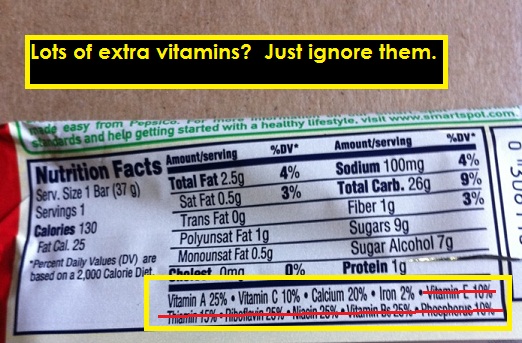 Lots of extra vitamins? Just ignore them.
made easy from Pepsico. For more
standards and help getting started with a healthy lifestyle, visit www.smartspot.com.
Nutrition Facts
Serv. Size 1 Bar (37 g)
Servings 1
Calories 130
Fat Cal. 25
*Percent Daily Values (DV) are
based on a 2,000 Calorie Diet.
Amount/serving %DV*
Total Fat 2.5g 4%
Sat Fat 0.5g 3%
Trans Fat 0g
Polyunsat Fat 1g
Monounsat Fat 0.5g
Cholest. 0mg 0%
Amount/serving %DV*
Sodium 100mg 4%
Total Carb. 26g 9%
Fiber 1g 3%
Sugars 9g
Sugar Alcohol 7g
Protein 1g
Vitamin A 25% • Vitamin C 10% • Calcium 20% • Iron 2% • Vitamin E 10%
Thiamin 15% • Riboflavin 25% • Niacin 25% • Vitamin B6 25% • Phosphorus 10%